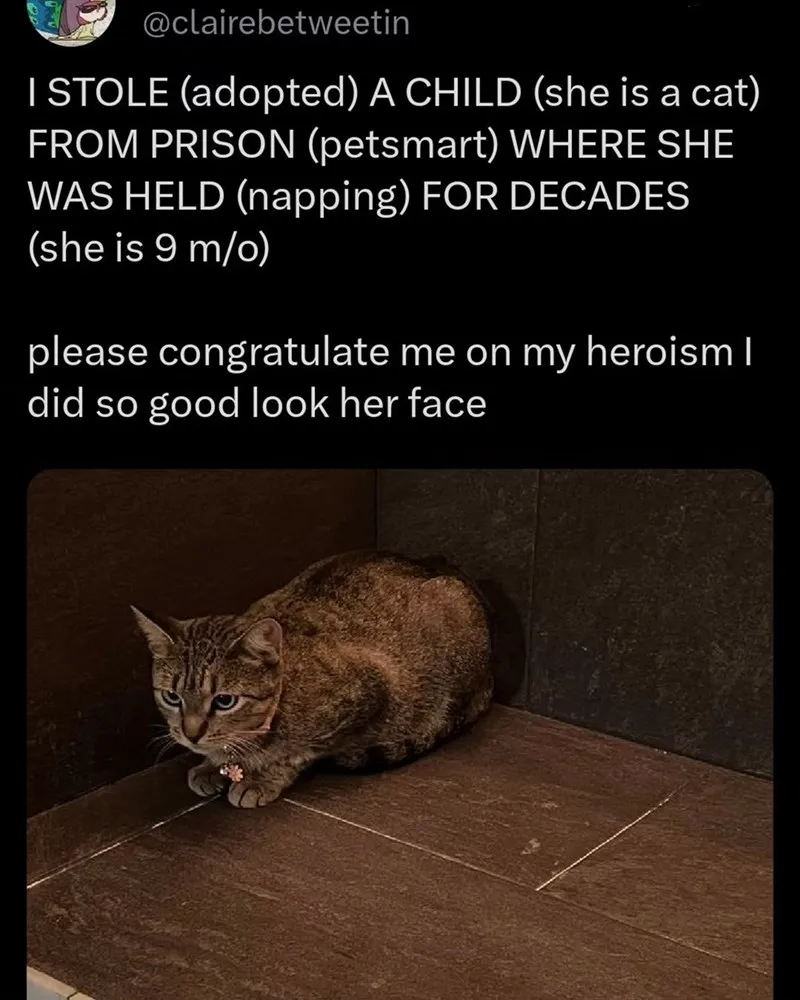 @clairebetweetin
I STOLE (adopted) A CHILD (she is a cat)
FROM PRISON (petsmart) WHERE SHE
WAS HELD (napping) FOR DECADES
(she is 9 m/o)
please congratulate me on my heroism I
did so good look her face